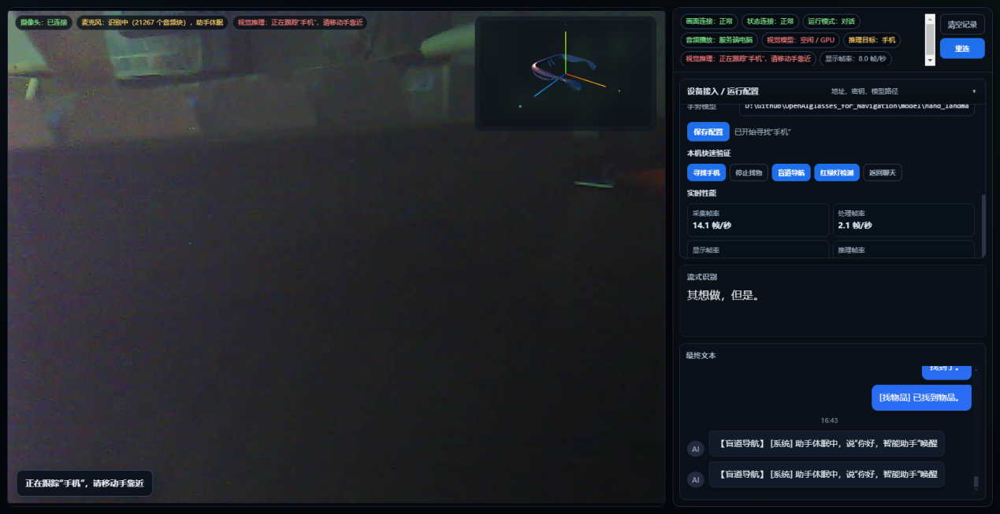 摄像头：已连接
麦克风：识别中（21267 个音频块），助手休眠
视觉推理：正在跟踪“手机”，请移动手靠近
正在跟踪“手机”，请移动手靠近
画面连接：正常
状态连接：正常
运行模式：对话
音频播放：服务端电脑
视觉模型：空闲 / GPU
推理目标：手机
视觉推理：正在跟踪“手机”，请移动手靠近
显示帧率：8.0 帧/秒
清空记录
重连
设备接入 / 运行配置
地址、密钥、模型路径
手势模型
D:\Github\OpenAIglasses_for_Navigation\model\hand_landma
保存配置
已开始寻找“手机”
本机快速验证
寻找手机
停止找物
盲道导航
红绿灯检测
返回聊天
实时性能
采集帧率
14.1 帧/秒
处理帧率
2.1 帧/秒
显示帧率
推理帧率
流式识别
其想做，但是。
最终文本
找到了。
[找物品] 已找到物品。
16:43
AI
【盲道导航】 [系统] 助手休眠中，说“你好，智能助手”唤醒
AI
【盲道导航】 [系统] 助手休眠中，说“你好，智能助手”唤醒